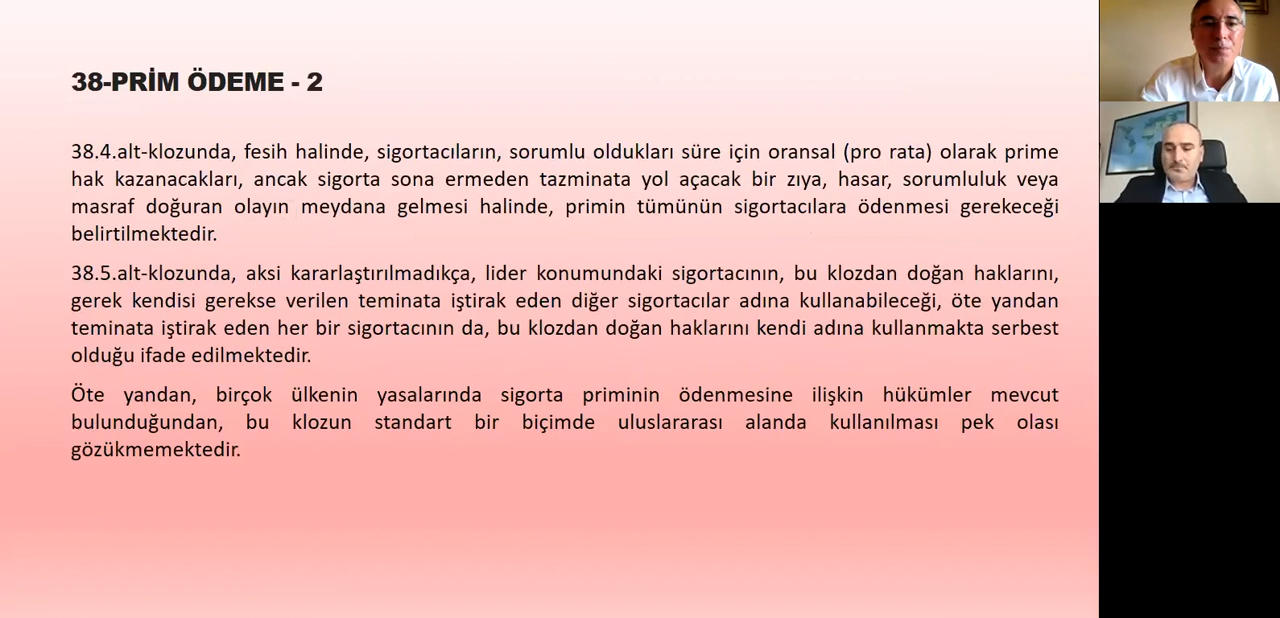 38-PRİM ÖDEME - 2
38.4.alt-klozunda, fesih halinde, sigortacıların, sorumlu oldukları süre için oransal (pro rata) olarak prime
hak kazanacakları, ancak sigorta sona ermeden tazminata yol açacak bir zıya, hasar, sorumluluk veya
masraf doğuran olayın meydana gelmesi halinde, primin tümünün sigortacılara ödenmesi gerekeceği
belirtilmektedir.
38.5.alt-klozunda, aksi kararlaştırılmadıkça, lider konumundaki sigortacının, bu klozdan doğan haklarını,
gerek kendisi gerekse verilen teminata iştirak eden diğer sigortacılar adına kullanabileceği, öte yandan
teminata iştirak eden her bir sigortacının da, bu klozdan doğan haklarını kendi adına kullanmakta serbest
olduğu ifade edilmektedir.
Öte yandan, birçok ülkenin yasalarında sigorta priminin ödenmesine ilişkin hükümler mevcut
bulunduğundan, bu klozun standart bir biçimde uluslararası alanda kullanılması pek olası
gözükmemektedir.